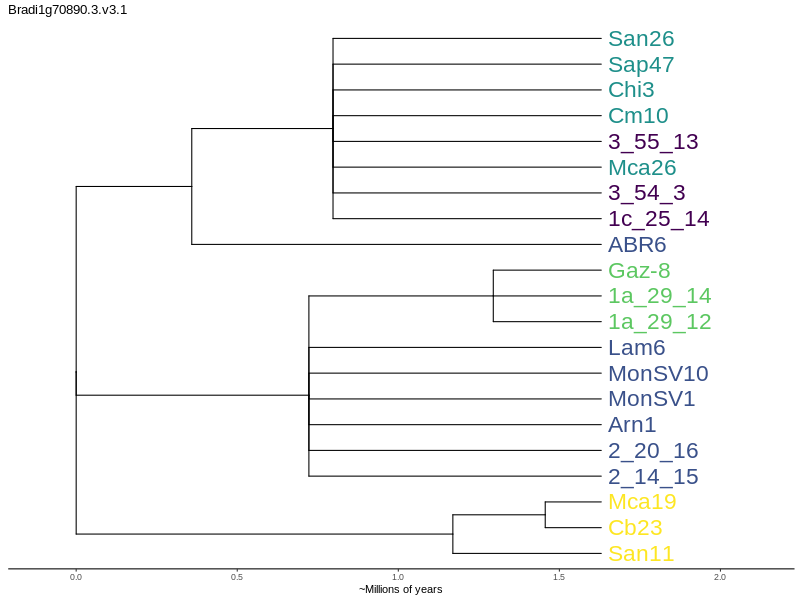 Bradi1g70890.3.v3.1
San26
Sap47
Chi3
Cm10
3_55_13
Mca26
3_54_3
1c_25_14
ABR6
Gaz-8
1a_29_14
1a_29_12
Lam6
MonSV10
MonSV1
Arn1
2_20_16
2_14_15
Mca19
Cb23
San11
0.0 0.5 1.0 1.5 2.0
~Millions of years